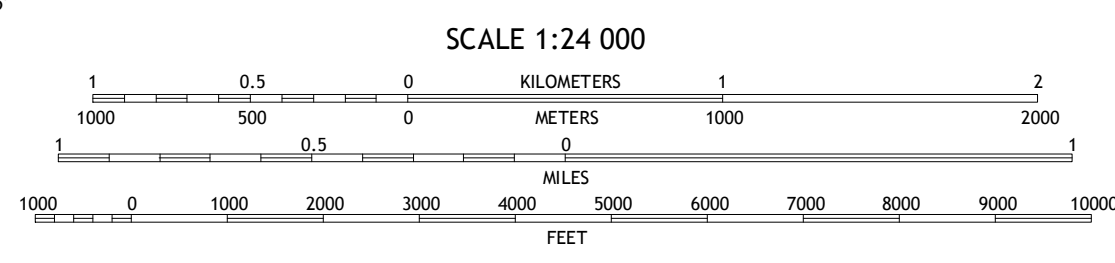 SCALE 1:24 000
1 0.5 0 KILOMETERS 1 2
1000 500 0 METERS 1000 2000
1 0.5 0 1
MILES
1000 0 1000 2000 3000 4000 5000 6000 7000 8000 9000 10000
FEET